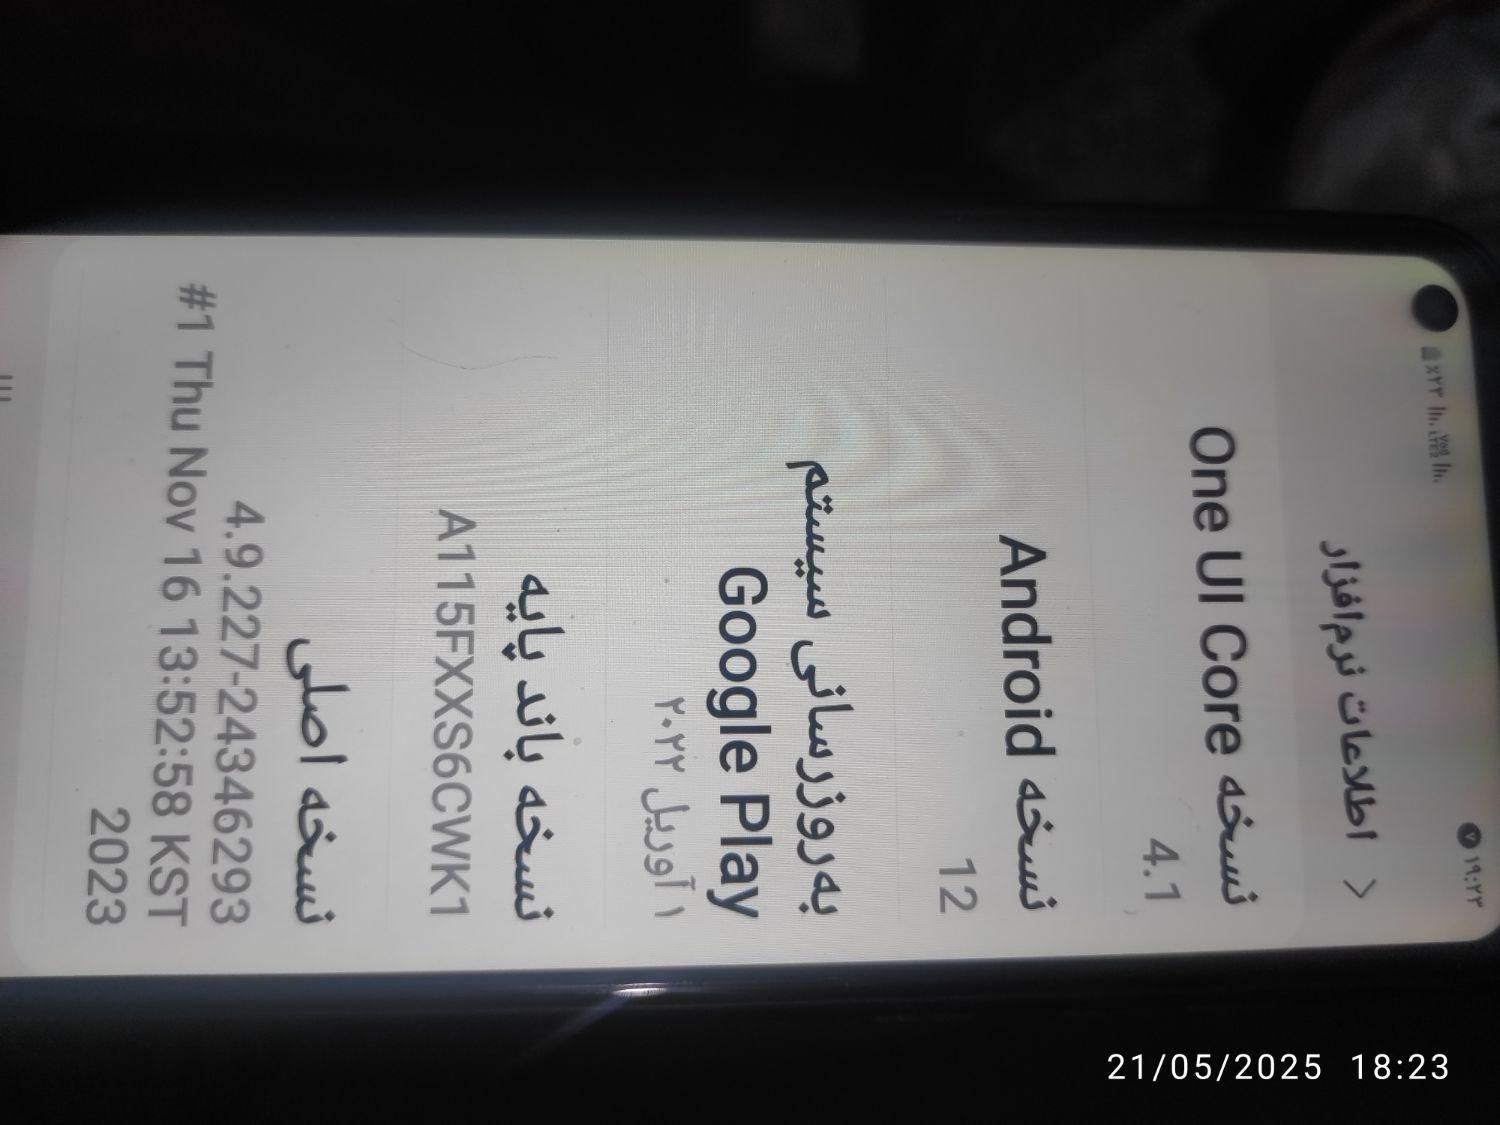 ۱۹:۲۳
٪۲۳
اطلاعات نرم‌افزار
نسخه One UI Core
4.1
نسخه Android
12
به‌روزرسانی سیستم
Google Play
۱ آوریل ۲۰۲۲
نسخه باند پایه
A115FXXS6CWK1
نسخه اصلی
4.9.227-24346293
#1 Thu Nov 16 13:52:58 KST
2023
21/05/2025 18:23